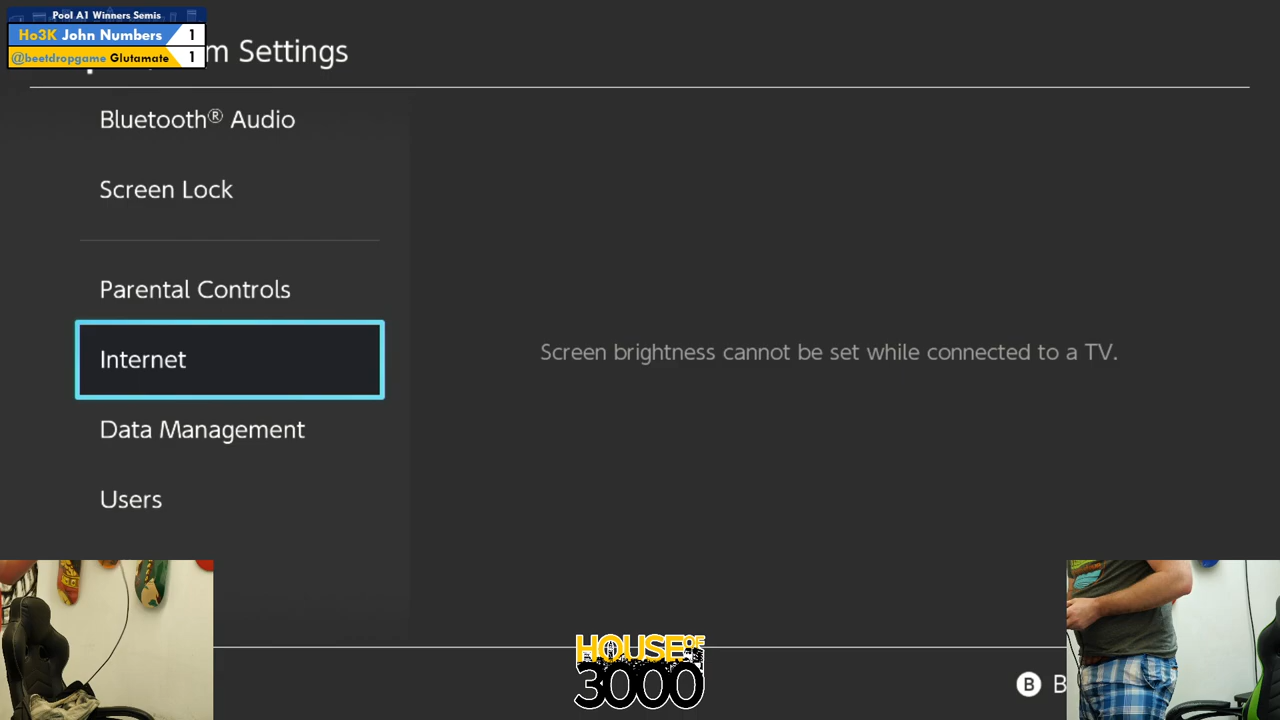 Pool A1 Winners Semis
Ho3K John Numbers 1
@beetdropgame Glutamate 1
m Settings
Bluetooth® Audio
Screen Lock
Parental Controls
Internet
Data Management
Users
Screen brightness cannot be set while connected to a TV.
HOUSE OF
3000
B B